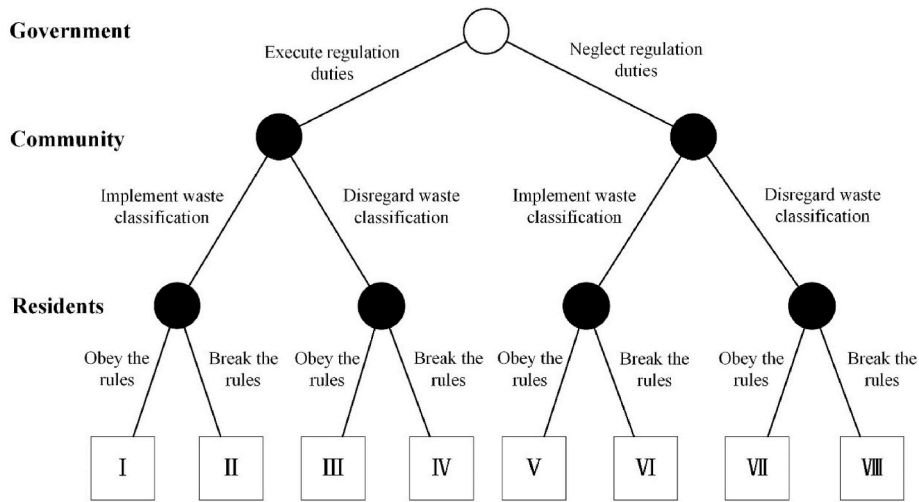 Government
Execute regulation
duties
Neglect regulation
duties
Community
Implement waste
classification
Disregard waste
classification
Implement waste
classification
Disregard waste
classification
Residents
Obey the
rules
Break the
rules
Obey the
rules
Break the
rules
Obey the
rules
Break the
rules
Obey the
rules
Break the
rules
Ⅰ
Ⅱ
Ⅲ
Ⅳ
Ⅴ
Ⅵ
Ⅶ
Ⅷ